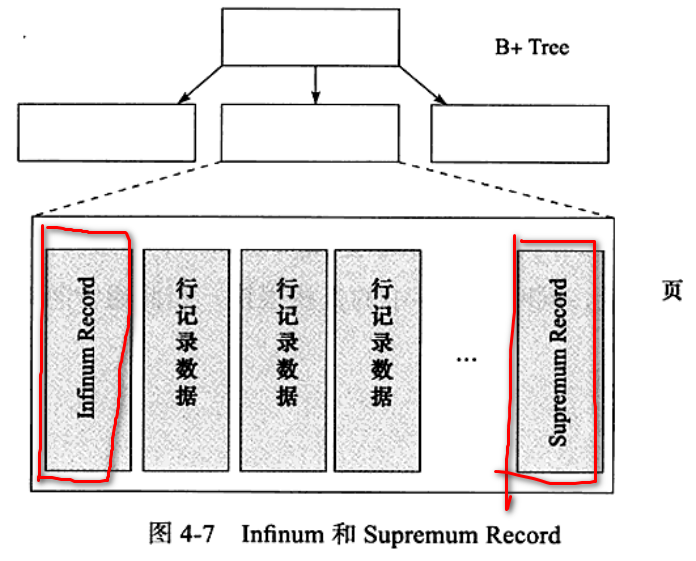 B+ Tree
Infinum Record
行记录数据
行记录数据
行记录数据
...
Supremum Record
页
图 4-7 Infinum 和 Supremum Record